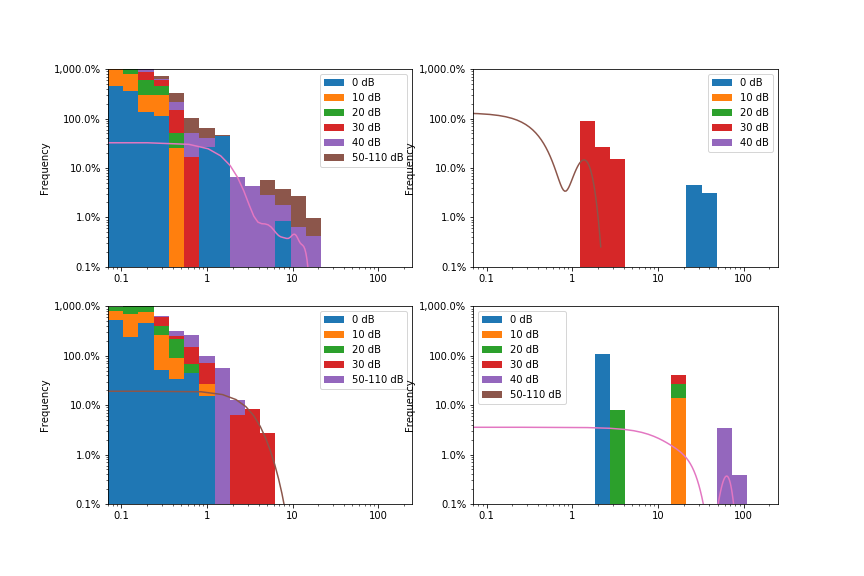 1,000.0%
100.0%
10.0%
1.0%
0.1%
Frequency
0.1
1
10
100
0 dB
10 dB
20 dB
30 dB
40 dB
50-110 dB
1,000.0%
100.0%
10.0%
1.0%
0.1%
Frequency
0.1
1
10
100
0 dB
10 dB
20 dB
30 dB
40 dB
1,000.0%
100.0%
10.0%
1.0%
0.1%
Frequency
0.1
1
10
100
0 dB
10 dB
20 dB
30 dB
50-110 dB
1,000.0%
100.0%
10.0%
1.0%
0.1%
Frequency
0.1
1
10
100
0 dB
10 dB
20 dB
30 dB
40 dB
50-110 dB